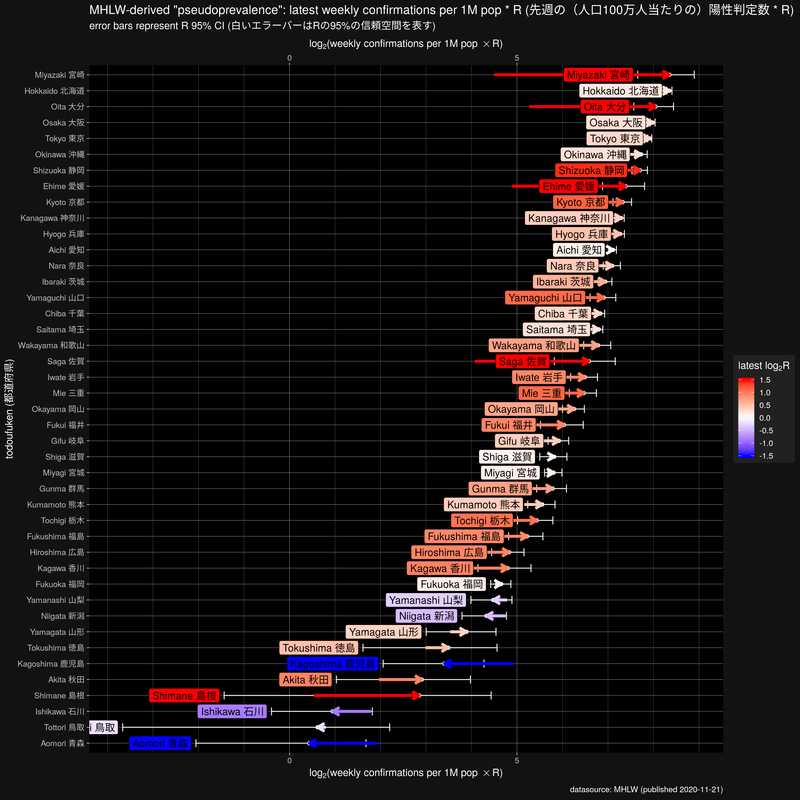 MHLW-derived "pseudoprevalence": latest weekly confirmations per 1M pop * R (先週の（人口100万人当たりの）陽性判定数 * R)
error bars represent R 95% CI (白いエラーバーはRの95%の信頼空間を表す)
log2(weekly confirmations per 1M pop × R)
0 5
Miyazaki 宮崎 Miyazaki 宮崎
Hokkaido 北海道 Hokkaido 北海道
Oita 大分 Oita 大分
Osaka 大阪 Osaka 大阪
Tokyo 東京 Tokyo 東京
Okinawa 沖縄 Okinawa 沖縄
Shizuoka 静岡 Shizuoka 静岡
Ehime 愛媛 Ehime 愛媛
Kyoto 京都 Kyoto 京都
Kanagawa 神奈川 Kanagawa 神奈川
Hyogo 兵庫 Hyogo 兵庫
Aichi 愛知 Aichi 愛知
Nara 奈良 Nara 奈良
Ibaraki 茨城 Ibaraki 茨城
Yamaguchi 山口 Yamaguchi 山口
Chiba 千葉 Chiba 千葉
Saitama 埼玉 Saitama 埼玉
Wakayama 和歌山 Wakayama 和歌山
Saga 佐賀 Saga 佐賀
Iwate 岩手 Iwate 岩手
Mie 三重 Mie 三重
Okayama 岡山 Okayama 岡山
Fukui 福井 Fukui 福井
Gifu 岐阜 Gifu 岐阜
Shiga 滋賀 Shiga 滋賀
Miyagi 宮城 Miyagi 宮城
Gunma 群馬 Gunma 群馬
Kumamoto 熊本 Kumamoto 熊本
Tochigi 栃木 Tochigi 栃木
Fukushima 福島 Fukushima 福島
Hiroshima 広島 Hiroshima 広島
Kagawa 香川 Kagawa 香川
Fukuoka 福岡 Fukuoka 福岡
Yamanashi 山梨 Yamanashi 山梨
Niigata 新潟 Niigata 新潟
Yamagata 山形 Yamagata 山形
Tokushima 徳島 Tokushima 徳島
Kagoshima 鹿児島 Kagoshima 鹿児島
Akita 秋田 Akita 秋田
Shimane 島根 Shimane 島根
Ishikawa 石川 Ishikawa 石川
Tottori 鳥取 i 鳥取
Aomori 青森 Aomori 青森
0 5
log2(weekly confirmations per 1M pop × R)
todoufuken (都道府県)
latest log2R
1.5
1.0
0.5
0.0
-0.5
-1.0
-1.5
datasource: MHLW (published 2020-11-21)